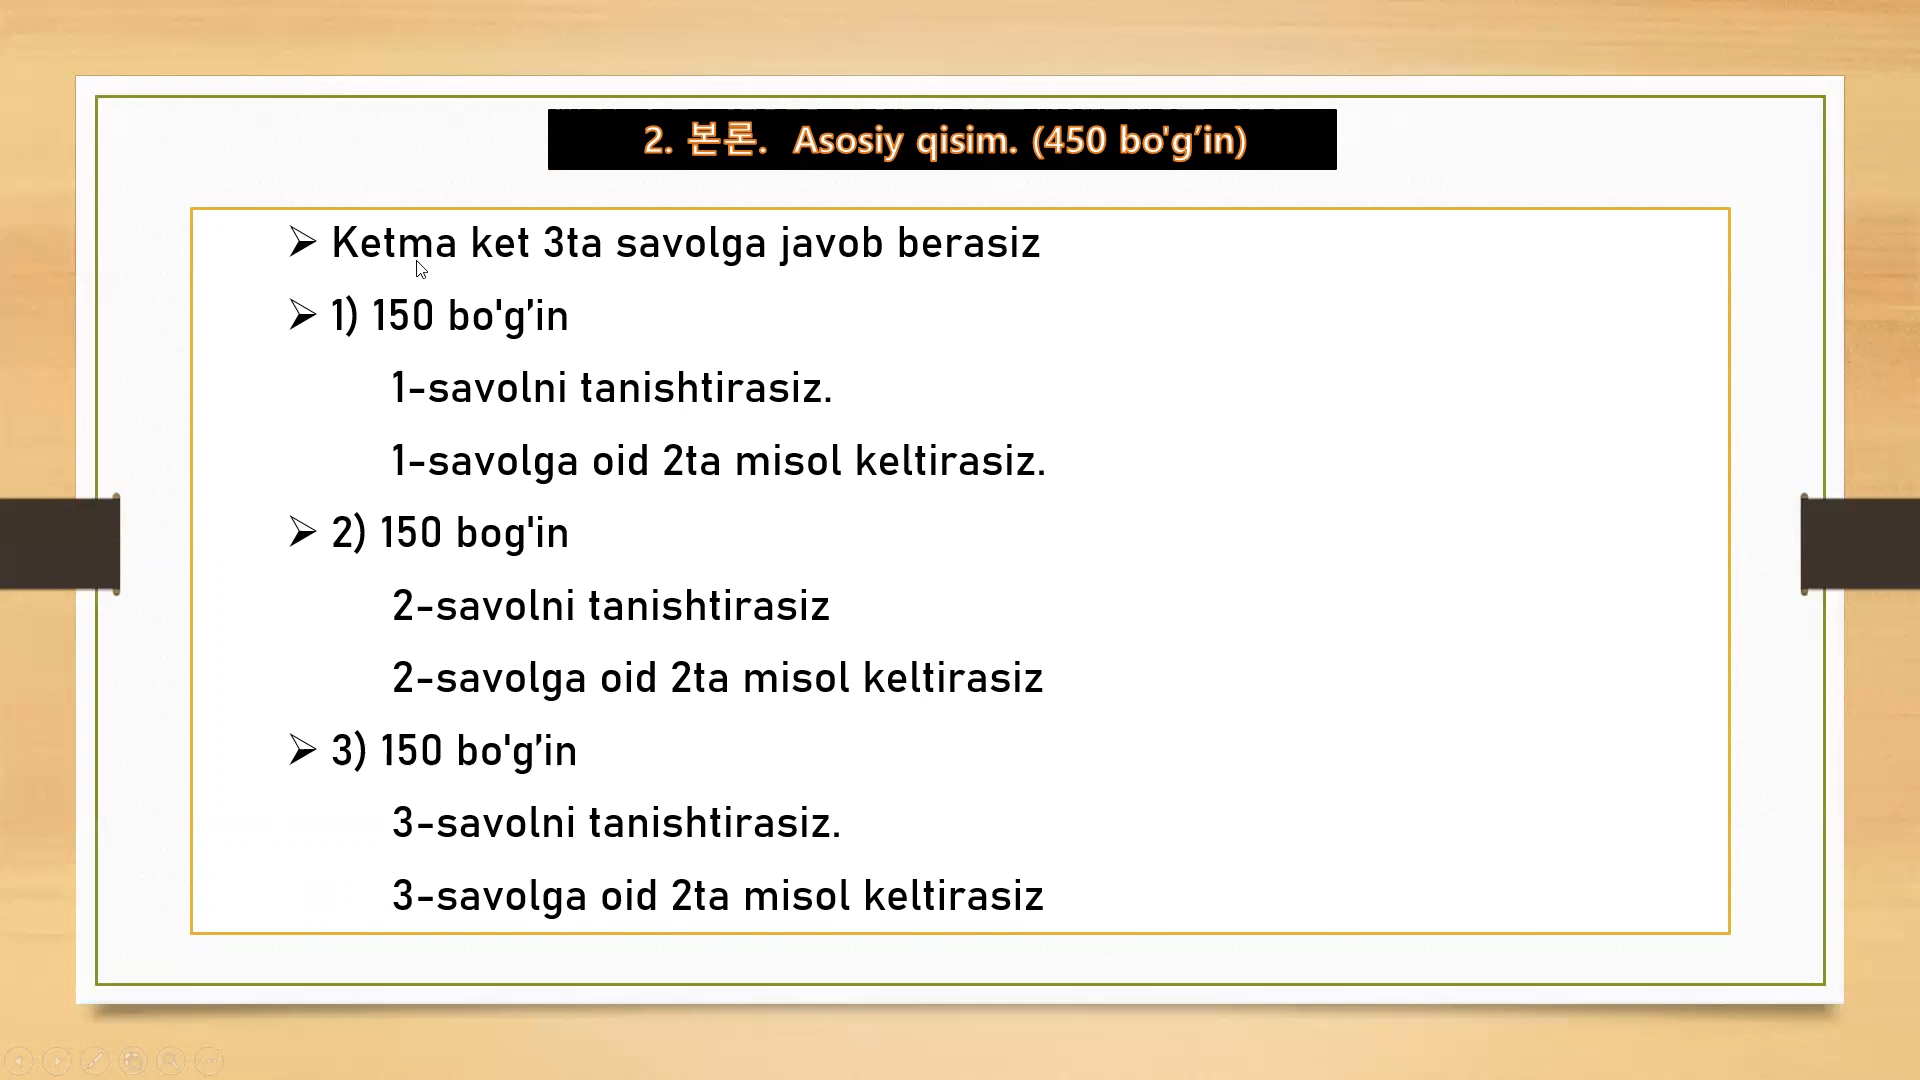 2. 본론. Asosiy qisim. (450 bo'g’in)
Ketma ket 3ta savolga javob berasiz
1) 150 bo'g’in
1-savolni tanishtirasiz.
1-savolga oid 2ta misol keltirasiz.
2) 150 bog'in
2-savolni tanishtirasiz
2-savolga oid 2ta misol keltirasiz
3) 150 bo'g’in
3-savolni tanishtirasiz.
3-savolga oid 2ta misol keltirasiz